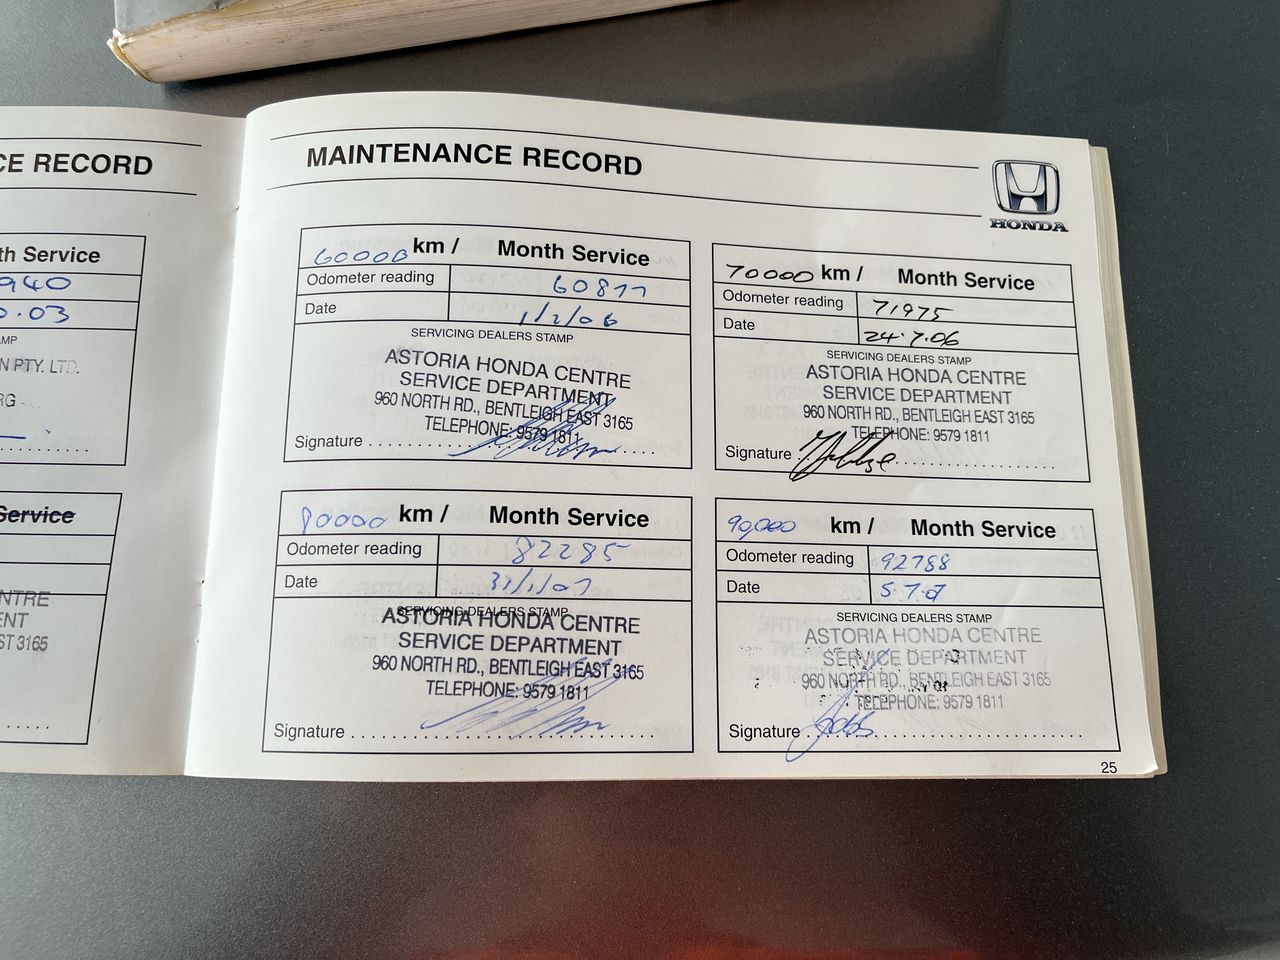 CE RECORD
th Service
940
0.03
AMP
N PTY. LTD.
RG
Service
NTRE
ENT
ST 3165
MAINTENANCE RECORD
HONDA
60000 km / Month Service
Odometer reading 60877
Date 1/2/06
SERVICING DEALERS STAMP
ASTORIA HONDA CENTRE
SERVICE DEPARTMENT
960 NORTH RD., BENTLEIGH EAST 3165
TELEPHONE: 9579 1811
Signature
70000 km / Month Service
Odometer reading 71975
Date 24.7.06
SERVICING DEALERS STAMP
ASTORIA HONDA CENTRE
SERVICE DEPARTMENT
960 NORTH RD., BENTLEIGH EAST 3165
TELEPHONE: 9579 1811
Signature
80000 km / Month Service
Odometer reading 82285
Date 31/1/07
SERVICING DEALERS STAMP
ASTORIA HONDA CENTRE
SERVICE DEPARTMENT
960 NORTH RD., BENTLEIGH EAST 3165
TELEPHONE: 9579 1811
Signature
90,000 km / Month Service
Odometer reading 92788
Date 5.7.07
SERVICING DEALERS STAMP
ASTORIA HONDA CENTRE
SERVICE DEPARTMENT
960 NORTH RD., BENTLEIGH EAST 3165
TELEPHONE: 9579 1811
Signature
25